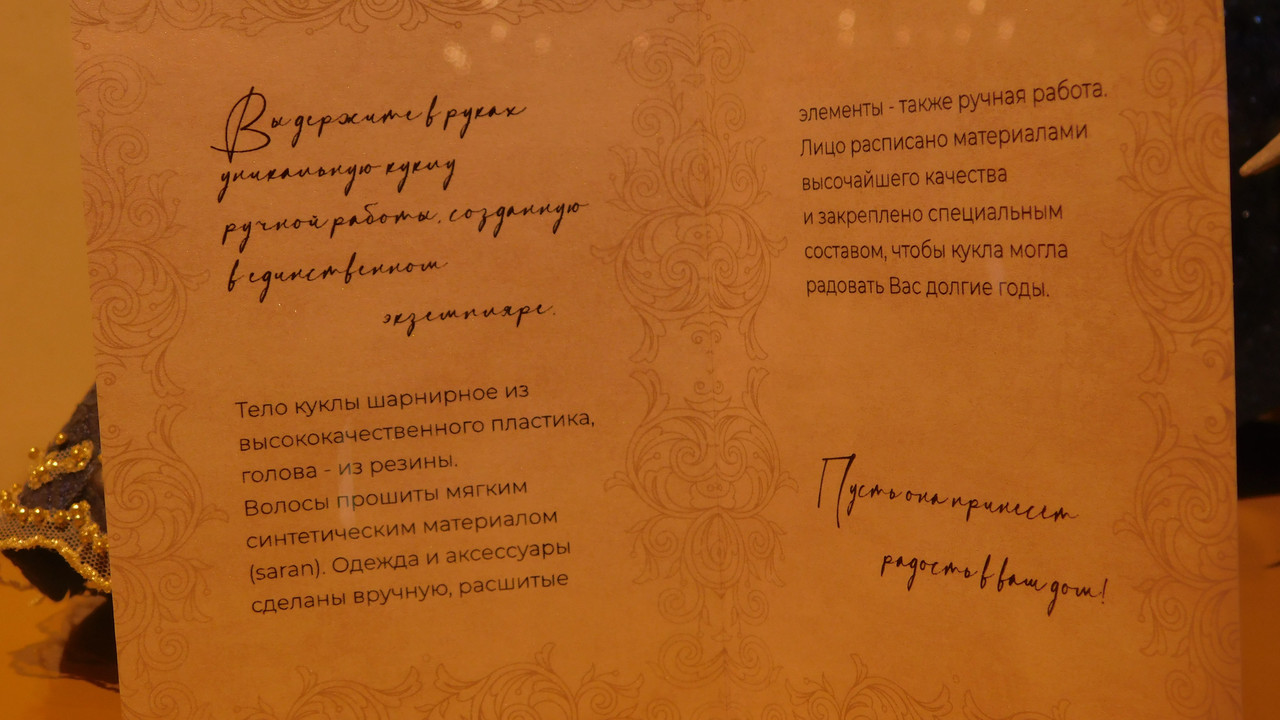 Вы держите в руках
уникальную куклу
ручной работы, созданную
в единственном
экземпляре.
Тело куклы шарнирное из
высококачественного пластика,
голова - из резины.
Волосы прошиты мягким
синтетическим материалом
(saran). Одежда и аксессуары
сделаны вручную, расшитые
элементы - также ручная работа.
Лицо расписано материалами
высочайшего качества
и закреплено специальным
составом, чтобы кукла могла
радовать Вас долгие годы.
Пусть она принесет
радость в ваш дом!